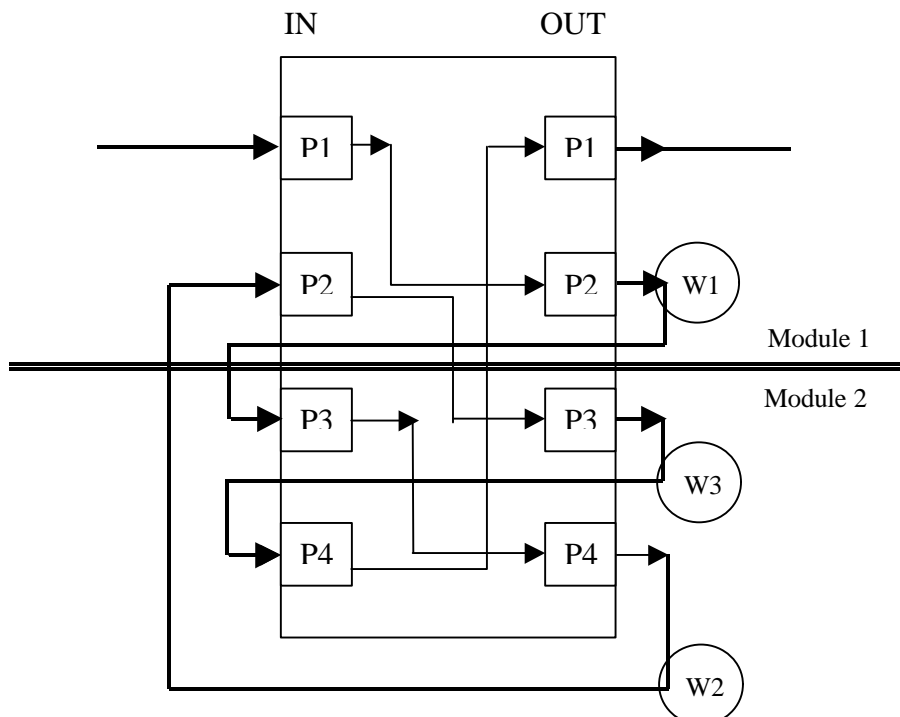 IN OUT
P1 P1
P2 P2 W1
Module 1
Module 2
P3 P3
W3
P4 P4
W2